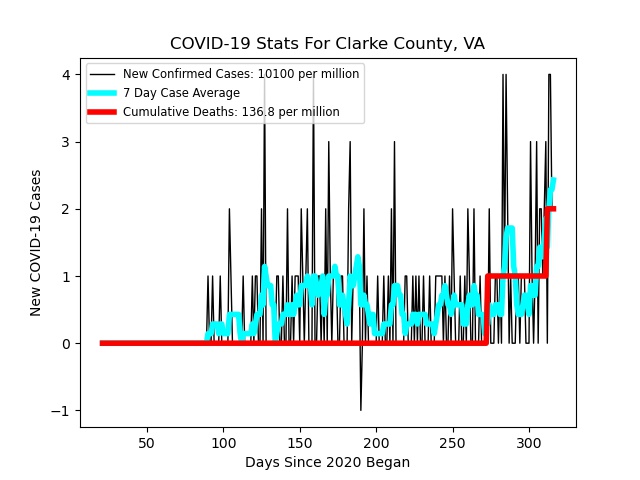 COVID-19 Stats For Clarke County, VA
New Confirmed Cases: 10100 per million
7 Day Case Average
Cumulative Deaths: 136.8 per million
New COVID-19 Cases
4
3
2
1
0
−1
50 100 150 200 250 300
Days Since 2020 Began